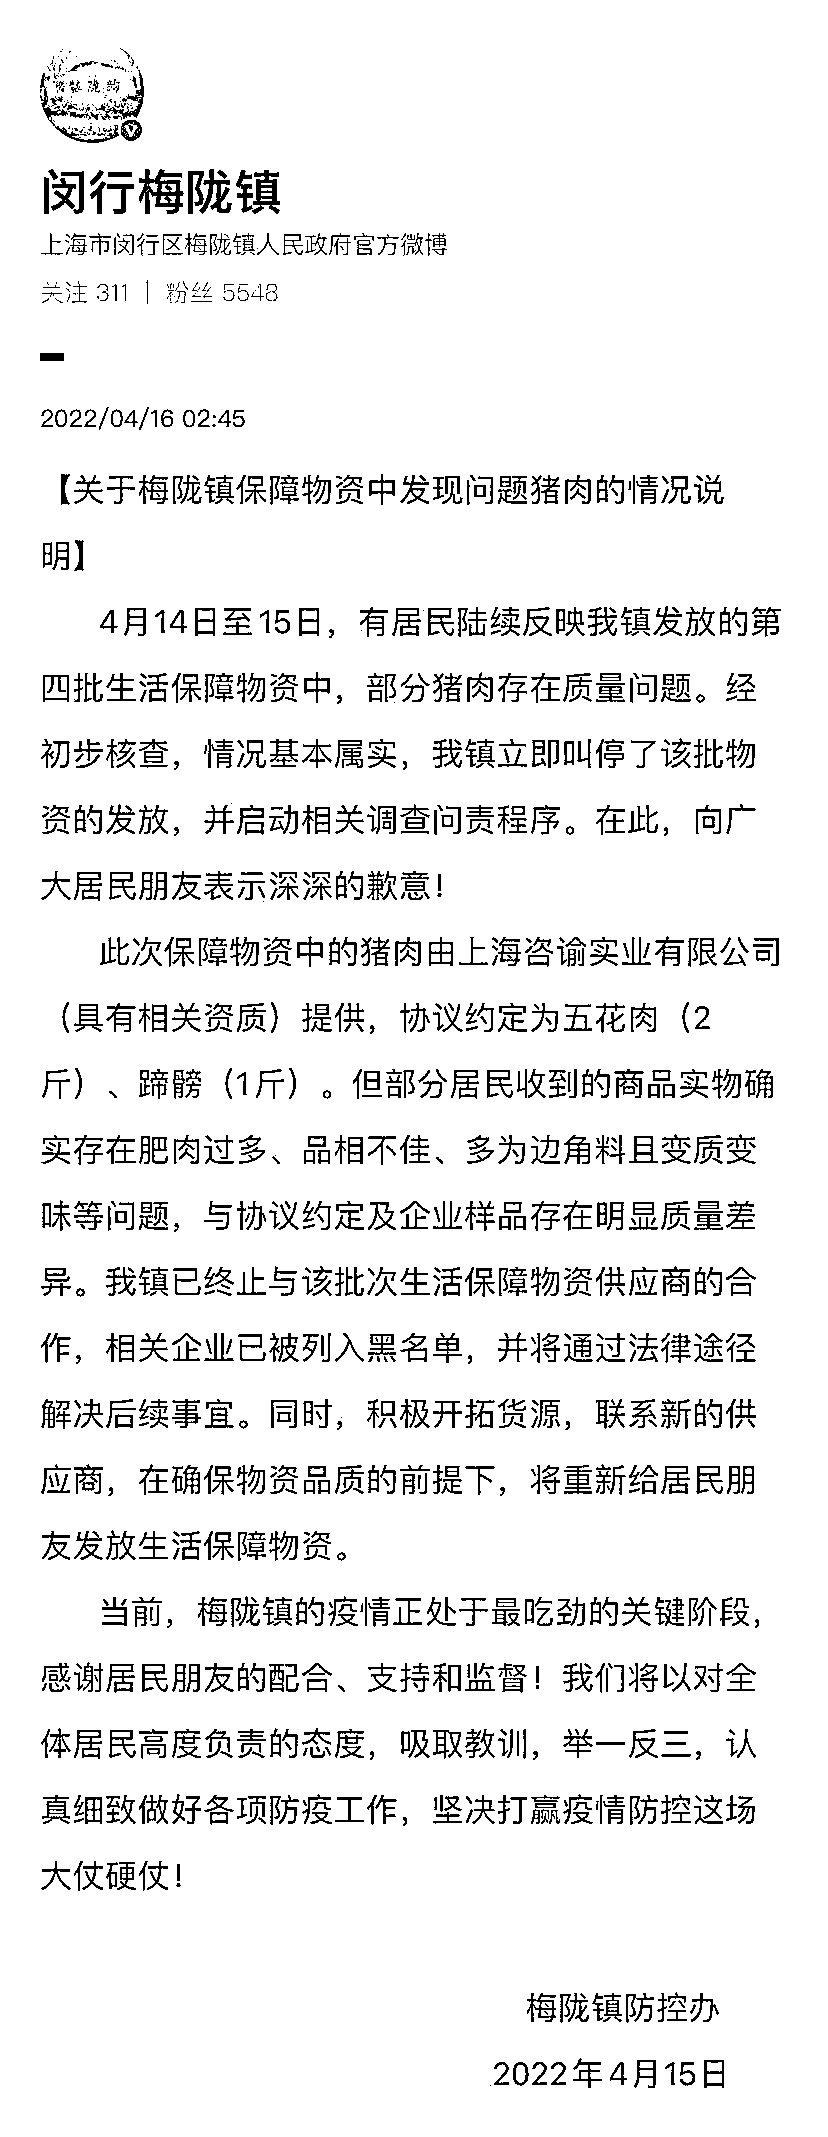 闵行梅陇镇
上海市闵行区梅陇镇人民政府官方微博
关注 311 | 粉丝 5548
2022/04/16 02:45
【关于梅陇镇保障物资中发现问题猪肉的情况说
明】
4月14日至15日，有居民陆续反映我镇发放的第
四批生活保障物资中，部分猪肉存在质量问题。经
初步核查，情况基本属实，我镇立即叫停了该批物
资的发放，并启动相关调查问责程序。在此，向广
大居民朋友表示深深的歉意！
此次保障物资中的猪肉由上海咨谕实业有限公司
（具有相关资质）提供，协议约定为五花肉（2
斤）、蹄髈（1斤）。但部分居民收到的商品实物确
实存在肥肉过多、品相不佳、多为边角料且变质变
味等问题，与协议约定及企业样品存在明显质量差
异。我镇已终止与该批次生活保障物资供应商的合
作，相关企业已被列入黑名单，并将通过法律途径
解决后续事宜。同时，积极开拓货源，联系新的供
应商，在确保物资品质的前提下，将重新给居民朋
友发放生活保障物资。
当前，梅陇镇的疫情正处于最吃劲的关键阶段，
感谢居民朋友的配合、支持和监督！我们将以对全
体居民高度负责的态度，吸取教训，举一反三，认
真细致做好各项防疫工作，坚决打赢疫情防控这场
大仗硬仗！
梅陇镇防控办
2022年4月15日